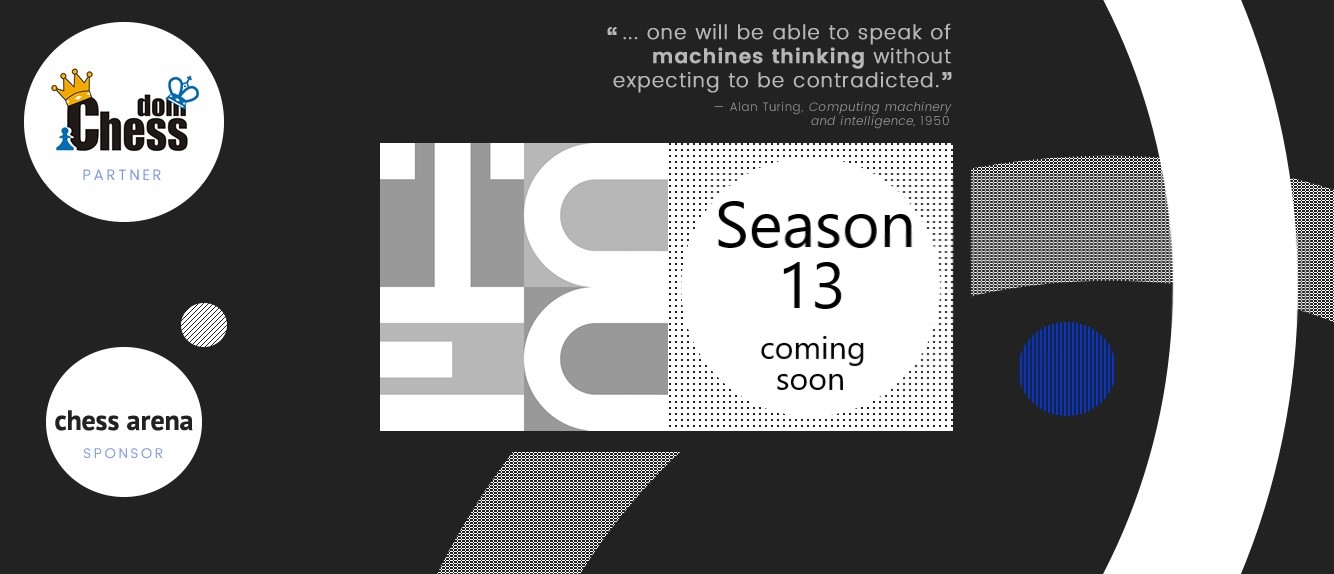 “... one will be able to speak of
machines thinking without
expecting to be contradicted.”
— Alan Turing, Computing machinery
and intelligence, 1950
dom
Chess
PARTNER
TCEC
Season
13
coming
soon
chess arena
SPONSOR